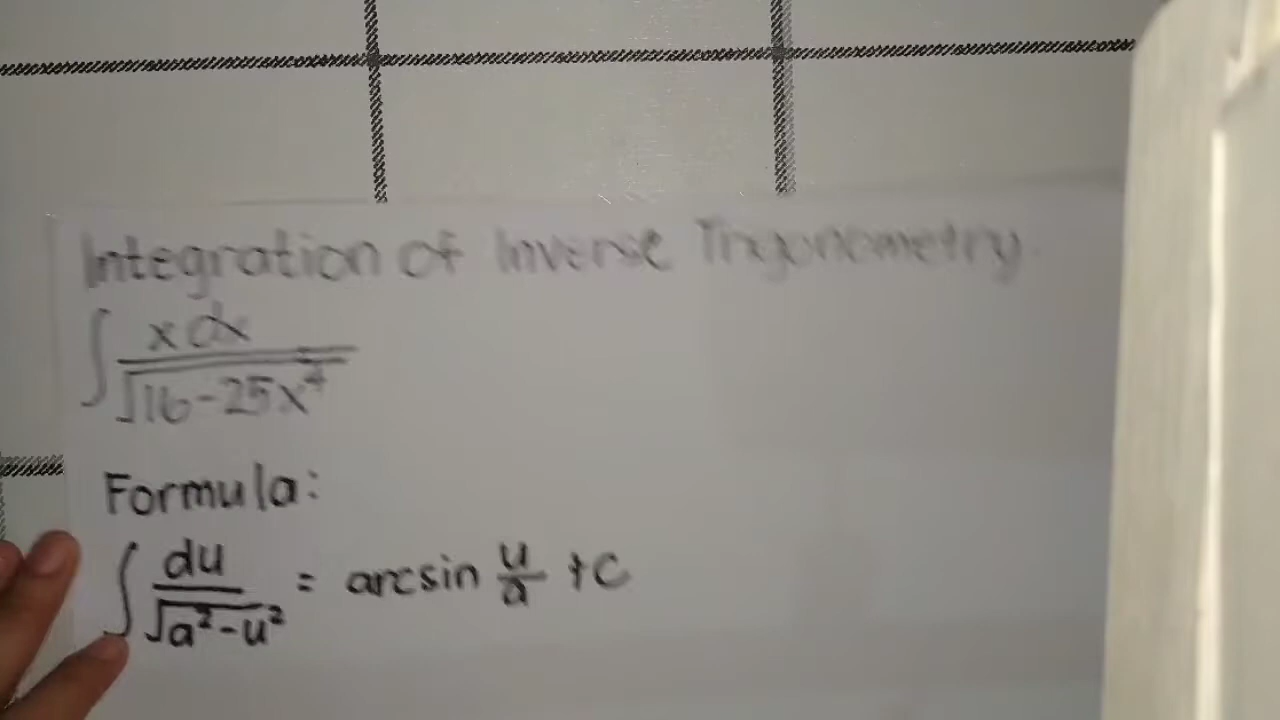 Integration of Inverse Trigonometry
∫ x dx / √(16-25x⁴)
Formula:
∫ du / √(a²-u²) = arcsin u/a + c